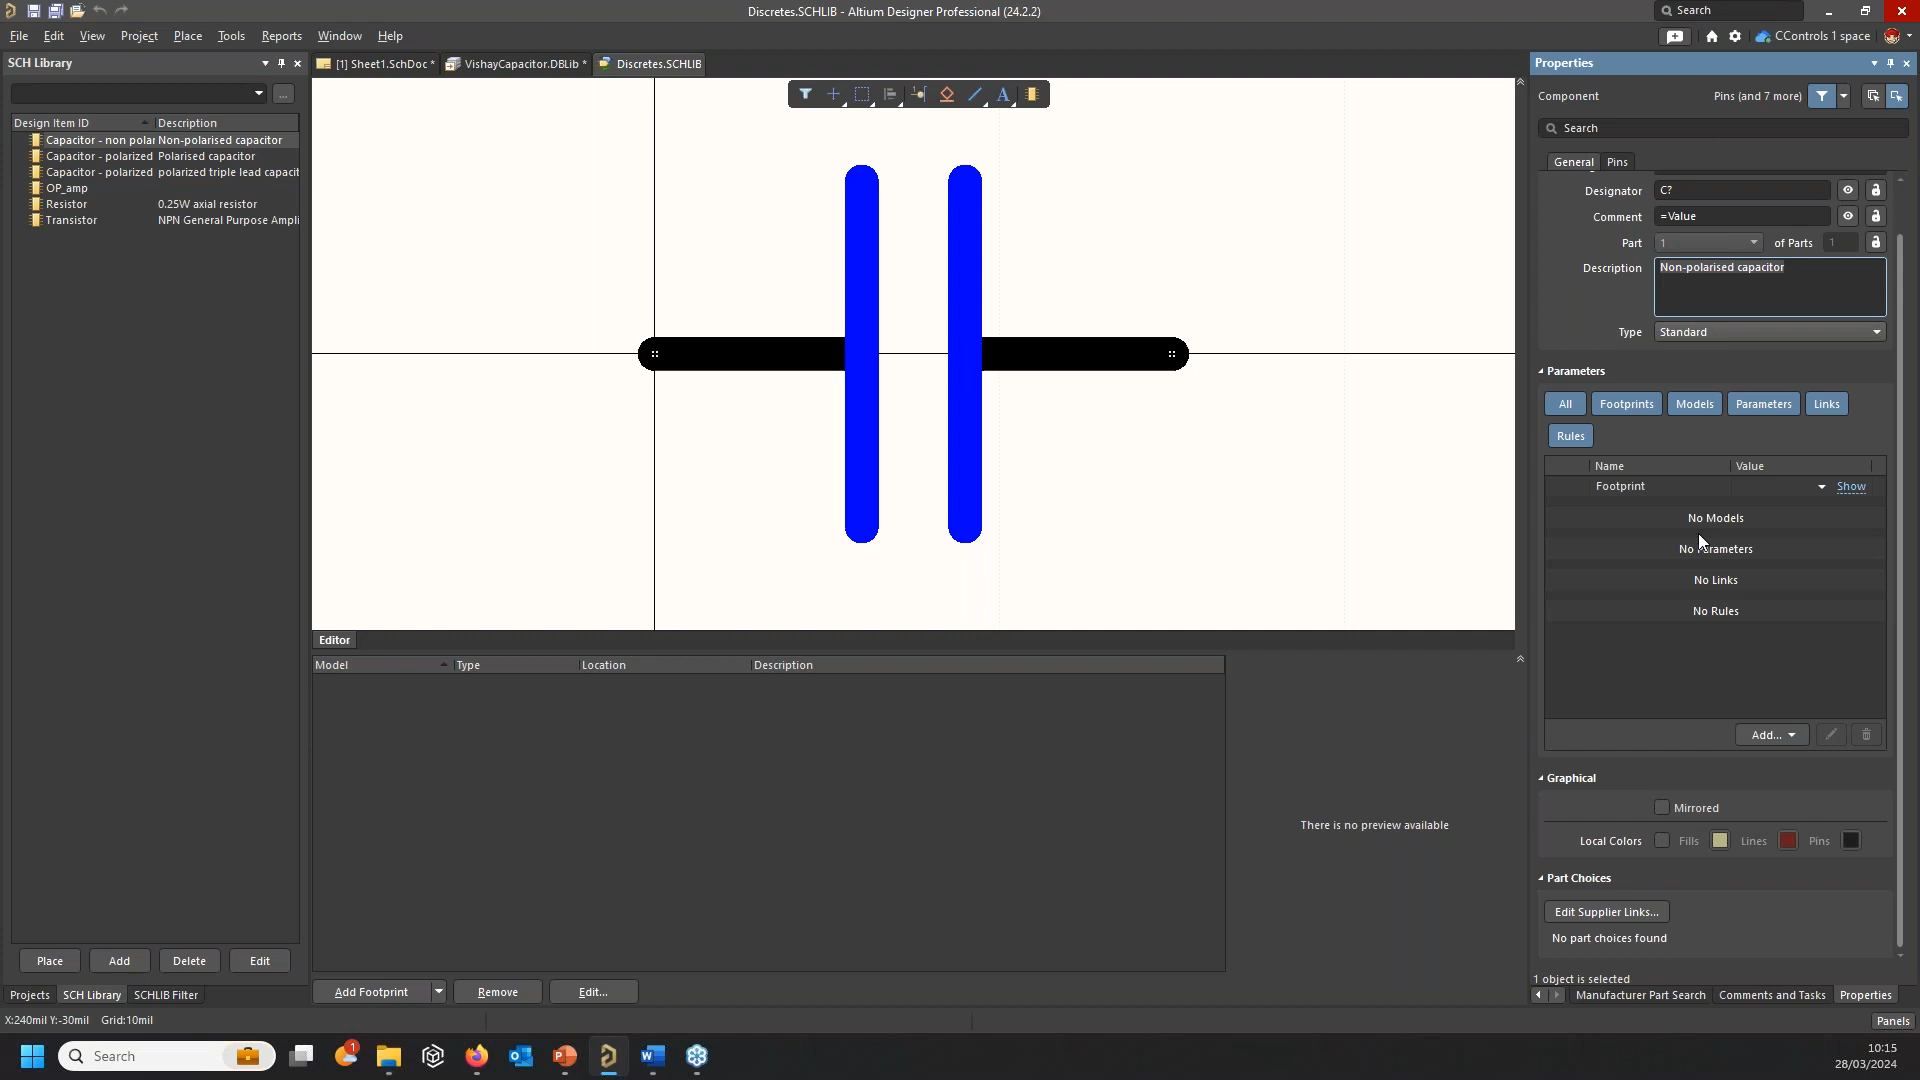 Discretes.SCHLIB - Altium Designer Professional (24.2.2)
Search
File Edit View Project Place Tools Reports Window Help
CControls 1 space
SCH Library
[1] Sheet1.SchDoc *
VishayCapacitor.DBLib *
Discretes.SCHLIB
Properties
Component
Pins (and 7 more)
...
Search
Design Item ID Description
Capacitor - non polar Non-polarised capacitor
Capacitor - polarized Polarised capacitor
Capacitor - polarized polarized triple lead capacit
OP_amp
Resistor 0.25W axial resistor
Transistor NPN General Purpose Ampli
General Pins
Designator C?
Comment =Value
Part 1 of Parts 1
Description Non-polarised capacitor
Type Standard
Parameters
All Footprints Models Parameters Links
Rules
Name Value
Footprint Show
No Models
No Parameters
No Links
No Rules
Add...
Graphical
Mirrored
Local Colors Fills Lines Pins
Part Choices
Edit Supplier Links...
No part choices found
1 object is selected
Editor
Model Type Location Description
There is no preview available
Place Add Delete Edit
Add Footprint Remove Edit...
Projects SCH Library SCHLIB Filter
Manufacturer Part Search Comments and Tasks Properties
X:240mil Y:-30mil Grid:10mil
Panels
Search
1
10:15
28/03/2024